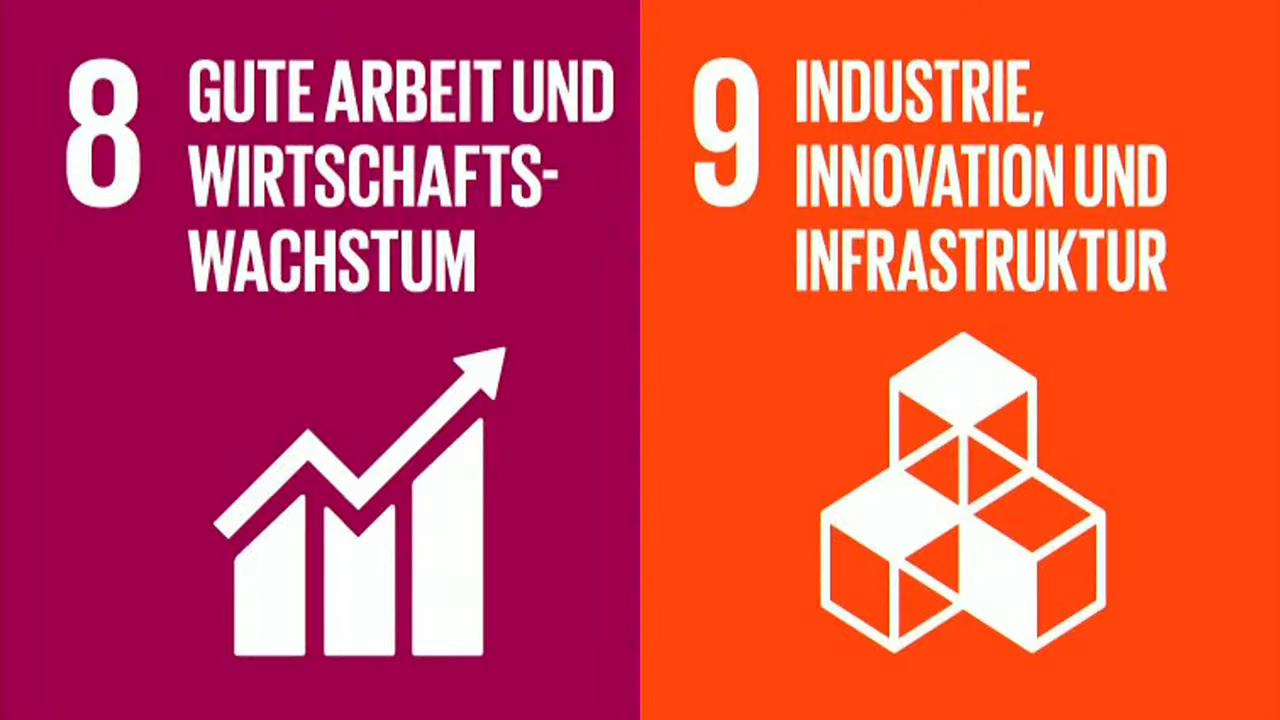 8
GUTE ARBEIT UND
WIRTSCHAFTS-
WACHSTUM
9
INDUSTRIE,
INNOVATION UND
INFRASTRUKTUR